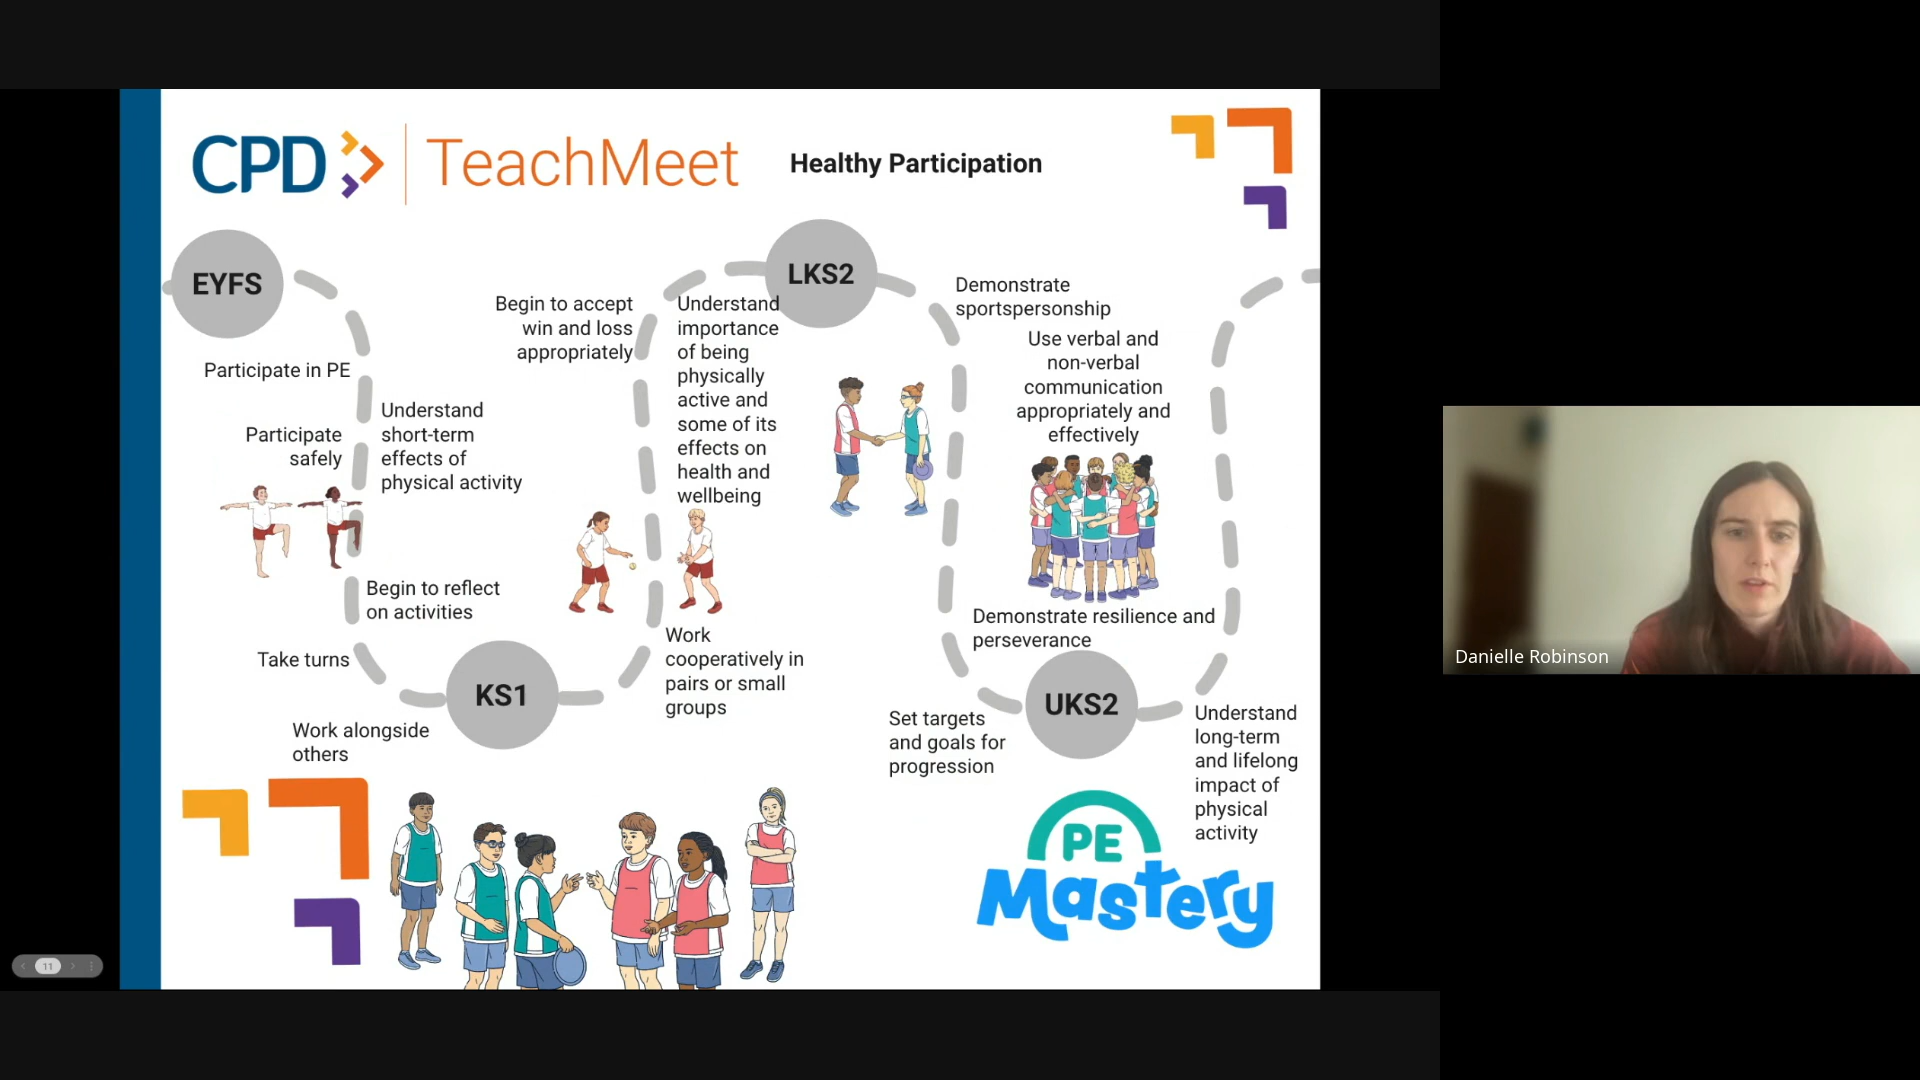 CPD
TeachMeet
Healthy Participation
EYFS
Participate in PE
Participate
safely
Understand
short-term
effects of
physical activity
Begin to reflect
on activities
Take turns
Work alongside
others
KS1
Begin to accept
win and loss
appropriately
Understand
importance
of being
physically
active and
some of its
effects on
health and
wellbeing
Work
cooperatively in
pairs or small
groups
LKS2
Demonstrate
sportspersonship
Use verbal and
non-verbal
communication
appropriately and
effectively
Demonstrate resilience and
perseverance
Set targets
and goals for
progression
UKS2
Understand
long-term
and lifelong
impact of
physical
activity
PE
Mastery
11
Danielle Robinson